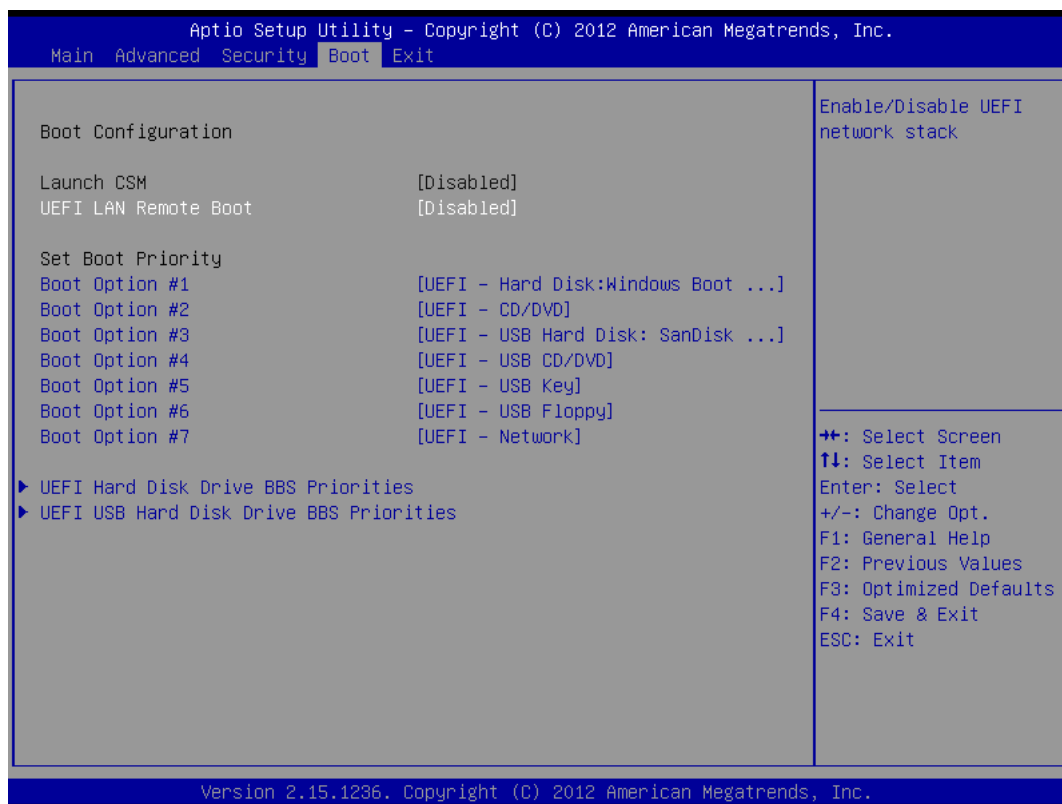 Aptio Setup Utility – Copyright (C) 2012 American Megatrends, Inc.
Main Advanced Security Boot Exit
Boot Configuration
Launch CSM [Disabled]
UEFI LAN Remote Boot [Disabled]
Set Boot Priority
Boot Option #1 [UEFI – Hard Disk:Windows Boot ...]
Boot Option #2 [UEFI – CD/DVD]
Boot Option #3 [UEFI – USB Hard Disk: SanDisk ...]
Boot Option #4 [UEFI – USB CD/DVD]
Boot Option #5 [UEFI – USB Key]
Boot Option #6 [UEFI – USB Floppy]
Boot Option #7 [UEFI – Network]
▶ UEFI Hard Disk Drive BBS Priorities
▶ UEFI USB Hard Disk Drive BBS Priorities
Enable/Disable UEFI
network stack
→←: Select Screen
↑↓: Select Item
Enter: Select
+/-: Change Opt.
F1: General Help
F2: Previous Values
F3: Optimized Defaults
F4: Save & Exit
ESC: Exit
Version 2.15.1236. Copyright (C) 2012 American Megatrends, Inc.